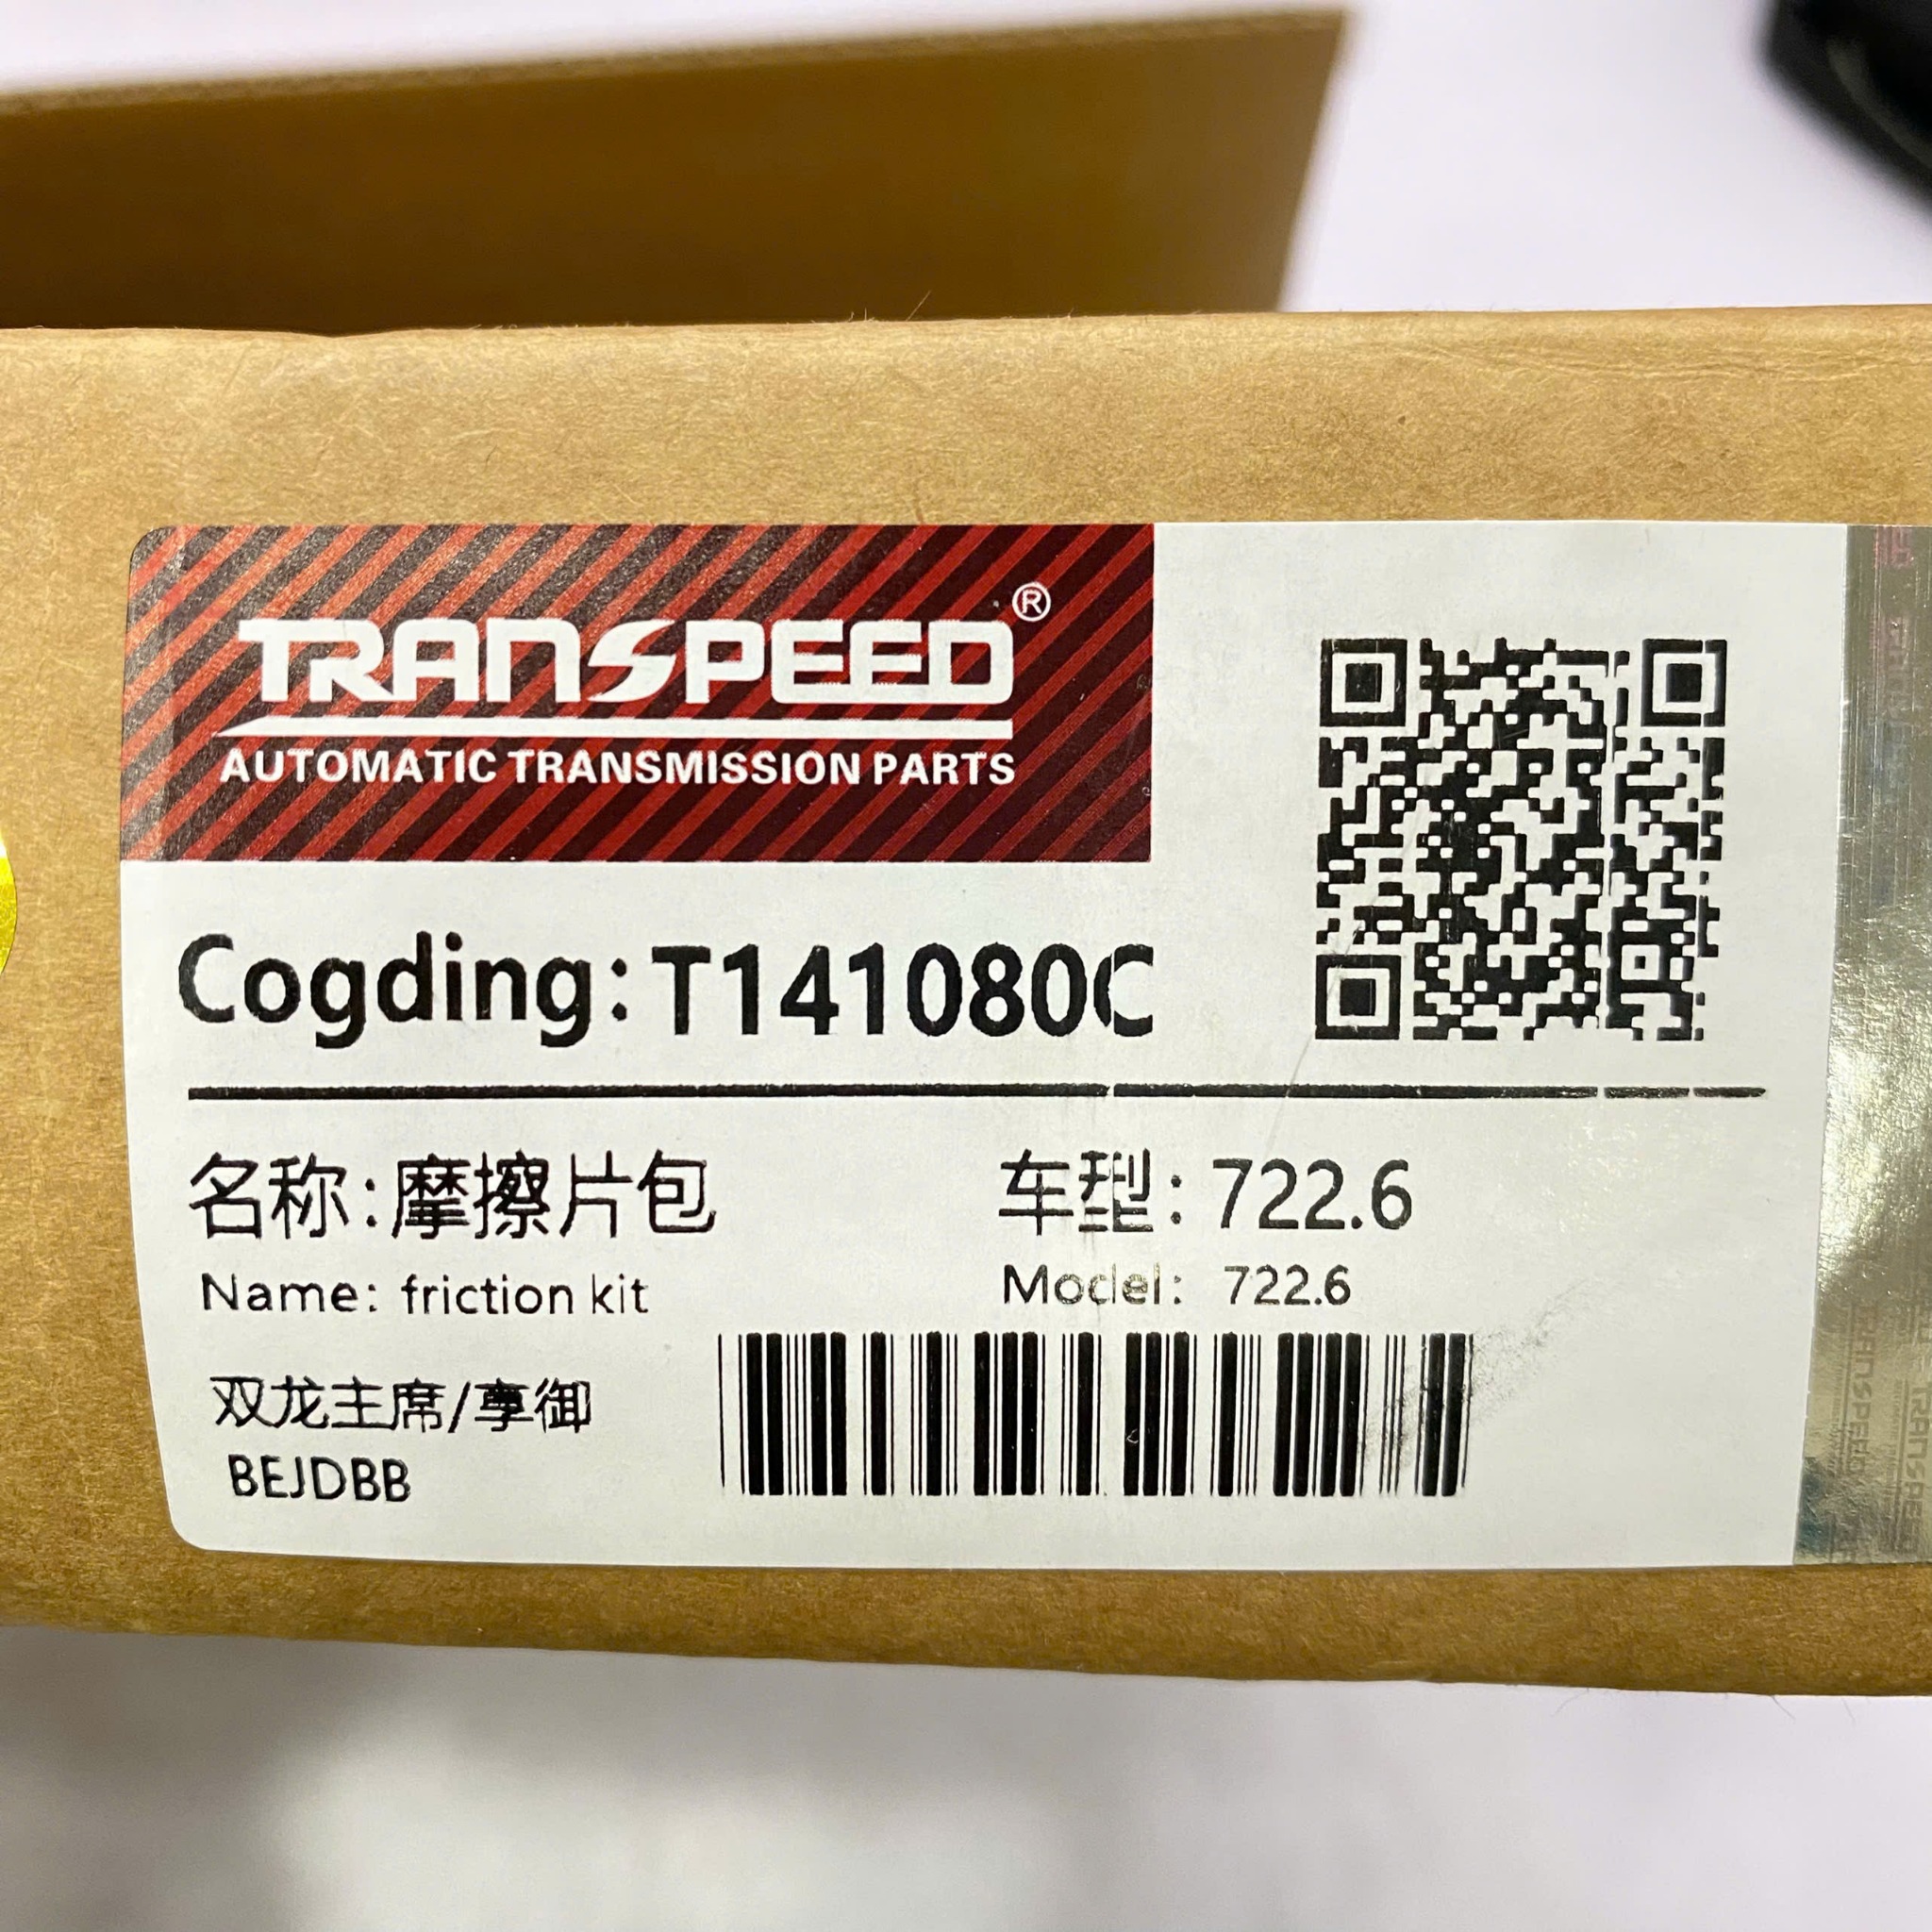 TRANSPEED®
AUTOMATIC TRANSMISSION PARTS
Cogding:T141080C
名称:摩擦片包
车型:722.6
Name: friction kit
Model: 722.6
双龙主席/享御
BEJDBB
TRANSPEED